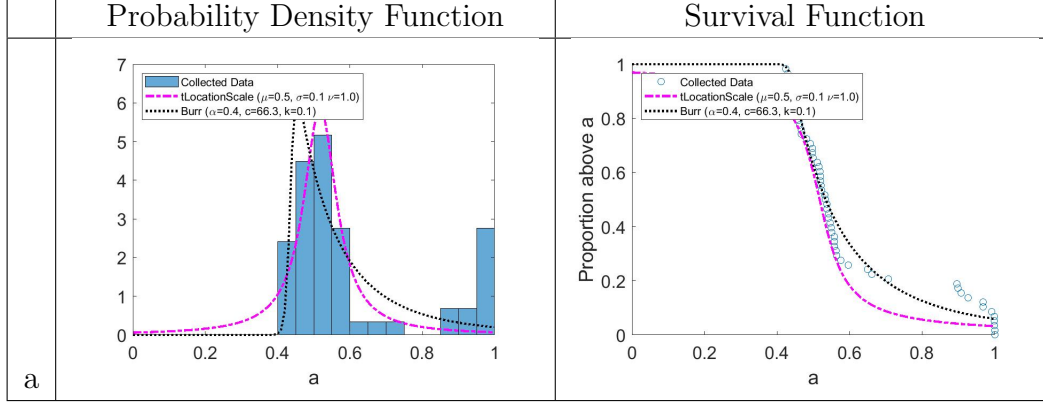 Probability Density Function
Survival Function
a
7
6
5
4
3
2
1
0
0
0.2
0.4
0.6
0.8
1
a
Collected Data
tLocationScale (μ=0.5, σ=0.1 ν=1.0)
Burr (α=0.4, c=66.3, k=0.1)
Proportion above a
1
0.8
0.6
0.4
0.2
0
0
0.2
0.4
0.6
0.8
1
a
Collected Data
tLocationScale (μ=0.5, σ=0.1 ν=1.0)
Burr (α=0.4, c=66.3, k=0.1)